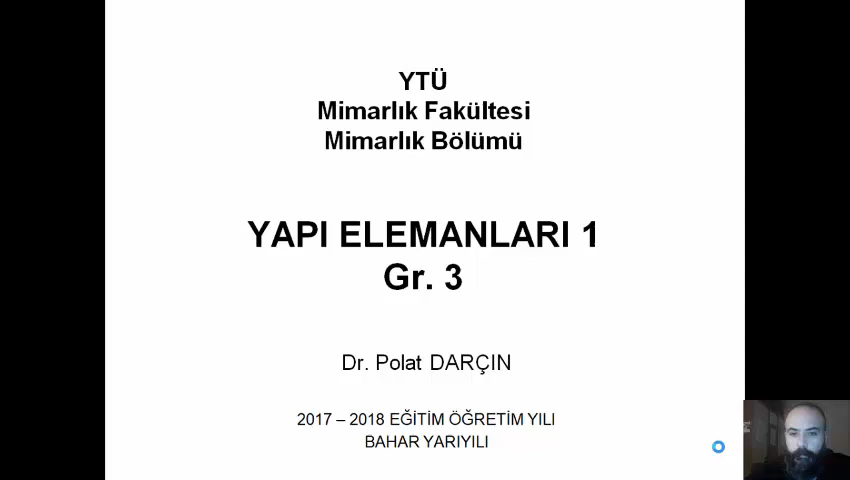 YTÜ
Mimarlık Fakültesi
Mimarlık Bölümü
YAPI ELEMANLARI 1
Gr. 3
Dr. Polat DARÇIN
2017 – 2018 EĞİTİM ÖĞRETİM YILI
BAHAR YARIYILI